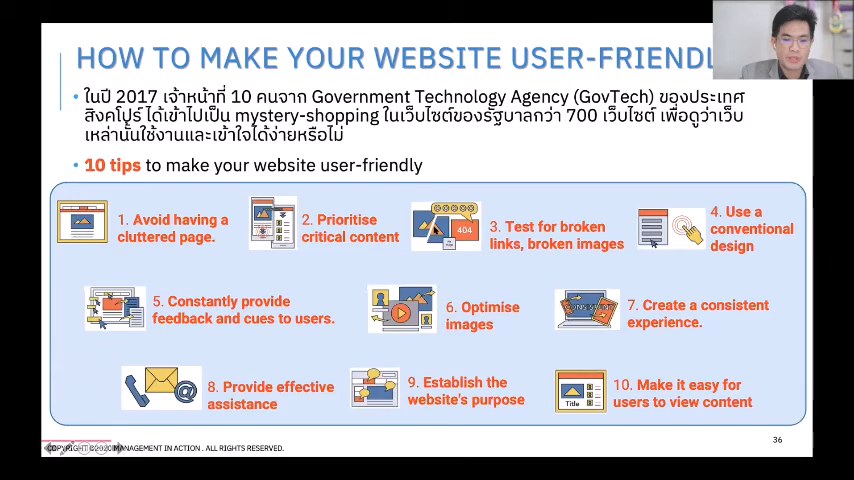 HOW TO MAKE YOUR WEBSITE USER-FRIENDL
• ในปี 2017 เจ้าหน้าที่ 10 คนจาก Government Technology Agency (GovTech) ของประเทศ
สิงคโปร์ ได้เข้าไปเป็น mystery-shopping ในเว็บไซต์ของรัฐบาลกว่า 700 เว็บไซต์ เพื่อดูว่าเว็บ
เหล่านั้นใช้งานและเข้าใจได้ง่ายหรือไม่
• 10 tips to make your website user-friendly
1. Avoid having a
cluttered page.
2. Prioritise
critical content
404
3. Test for broken
links, broken images
4. Use a
conventional
design
5. Constantly provide
feedback and cues to users.
6. Optimise
images
CONSISTENT
7. Create a consistent
experience.
8. Provide effective
assistance
9. Establish the
website's purpose
Title
10. Make it easy for
users to view content
COPYRIGHT ©2020 MANAGEMENT IN ACTION . ALL RIGHTS RESERVED.
36